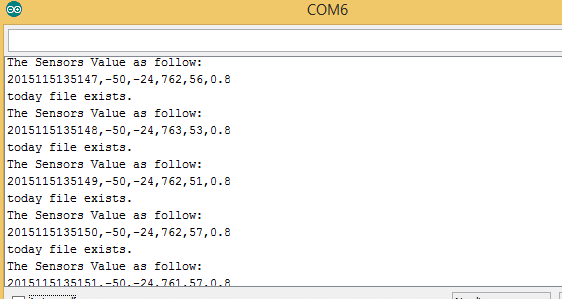 COM6
The Sensors Value as follow:
2015115135147,-50,-24,762,56,0.8
today file exists.
The Sensors Value as follow:
2015115135148,-50,-24,763,53,0.8
today file exists.
The Sensors Value as follow:
2015115135149,-50,-24,762,51,0.8
today file exists.
The Sensors Value as follow:
2015115135150,-50,-24,762,57,0.8
today file exists.
The Sensors Value as follow:
2015115135151,-50,-24,761,57,0.8